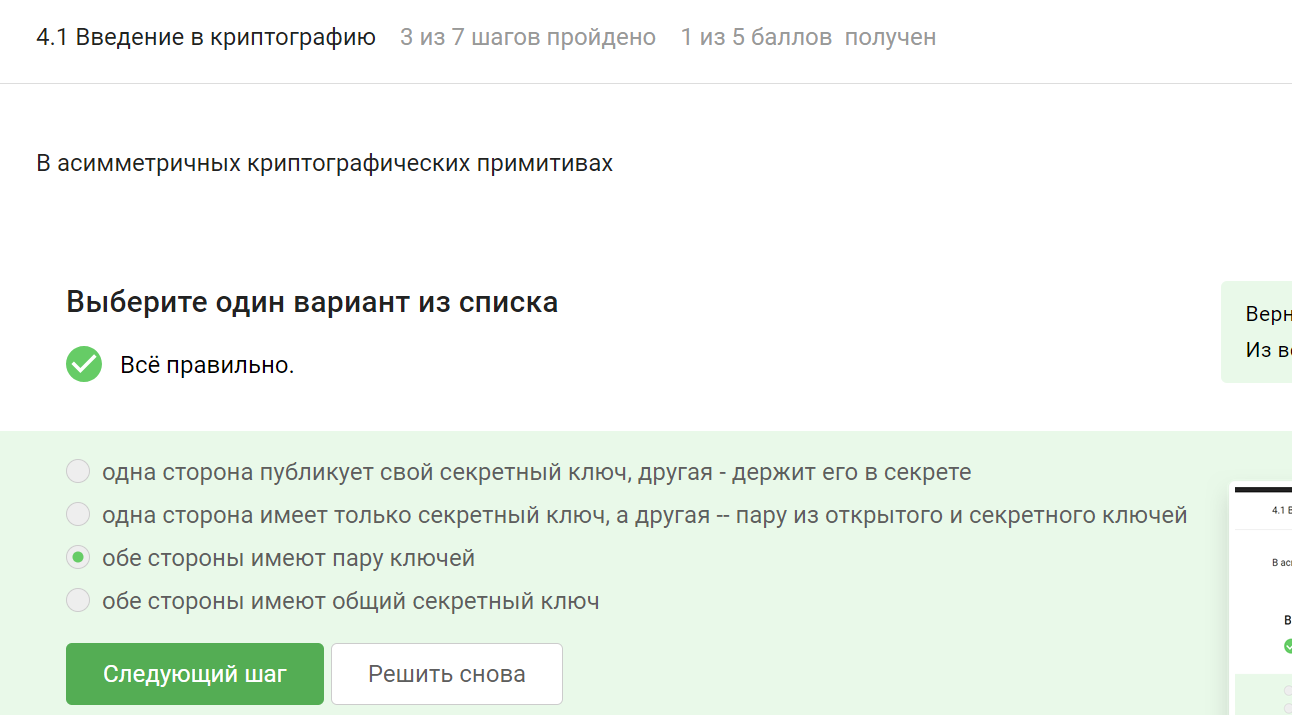 4.1 Введение в криптографию 3 из 7 шагов пройдено 1 из 5 баллов получен
В асимметричных криптографических примитивах
Выберите один вариант из списка
Всё правильно.
одна сторона публикует свой секретный ключ, другая - держит его в секрете
одна сторона имеет только секретный ключ, а другая -- пару из открытого и секретного ключей
обе стороны имеют пару ключей
обе стороны имеют общий секретный ключ
Следующий шаг Решить снова
Из
4.1
В